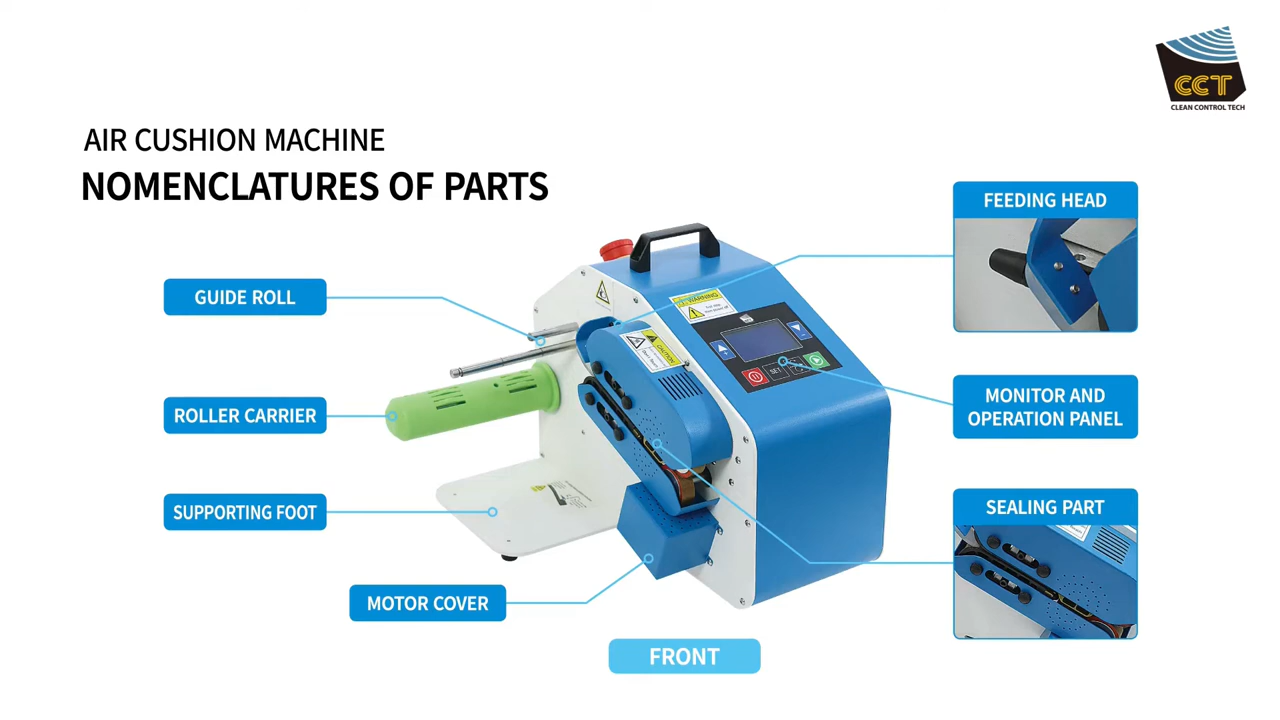 CCT
CLEAN CONTROL TECH
AIR CUSHION MACHINE
NOMENCLATURES OF PARTS
FEEDING HEAD
GUIDE ROLL
WARNING
CAUTION
SET
MONITOR AND
OPERATION PANEL
ROLLER CARRIER
SUPPORTING FOOT
SEALING PART
MOTOR COVER
FRONT